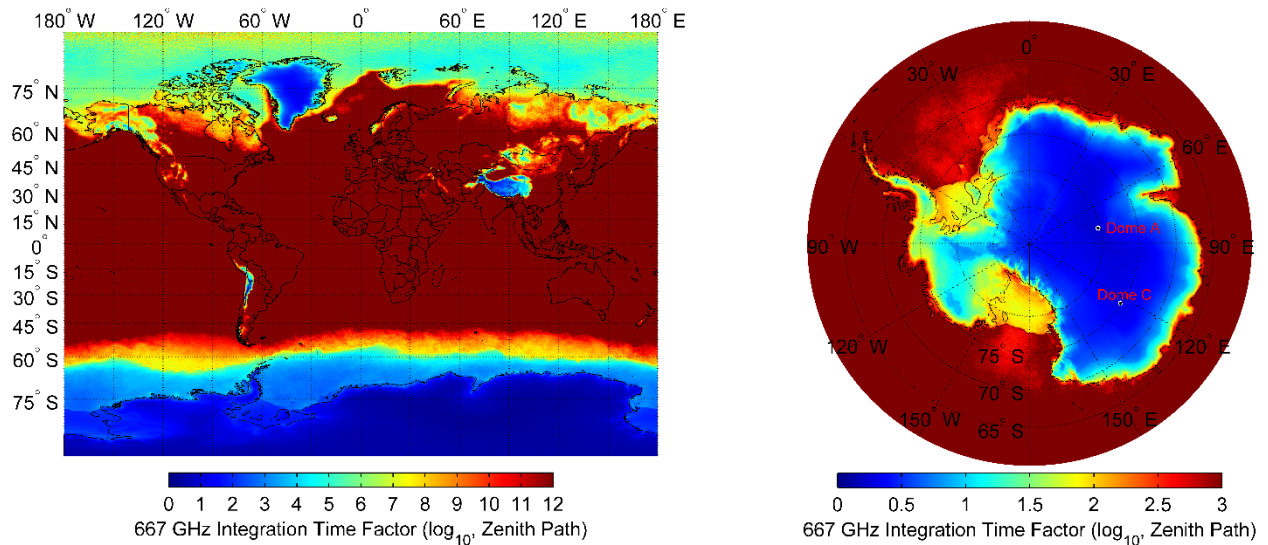 180° W 120° W 60° W 0° 60° E 120° E 180° E
75° N
60° N
45° N
30° N
15° N
0°
15° S
30° S
45° S
60° S
75° S
0 1 2 3 4 5 6 7 8 9 10 11 12
667 GHz Integration Time Factor (log10, Zenith Path)
0°
30° W 30° E
60° E
Dome A
90° W 90° E
Dome C
120° W 120° E
75° S
70° S
65° S
150° W 150° E
0 0.5 1 1.5 2 2.5 3
667 GHz Integration Time Factor (log10, Zenith Path)